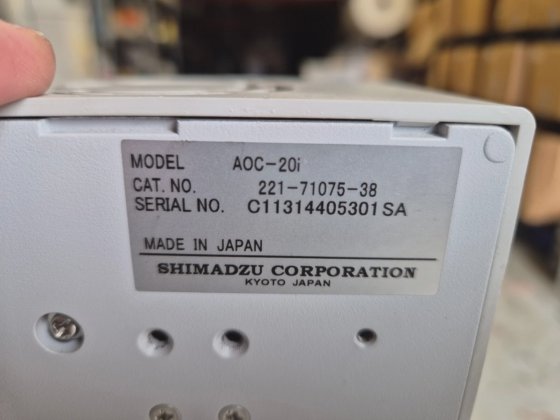 MODEL AOC-20i
CAT. NO. 221-71075-38
SERIAL NO. C11314405301SA
MADE IN JAPAN
SHIMADZU CORPORATION
KYOTO JAPAN